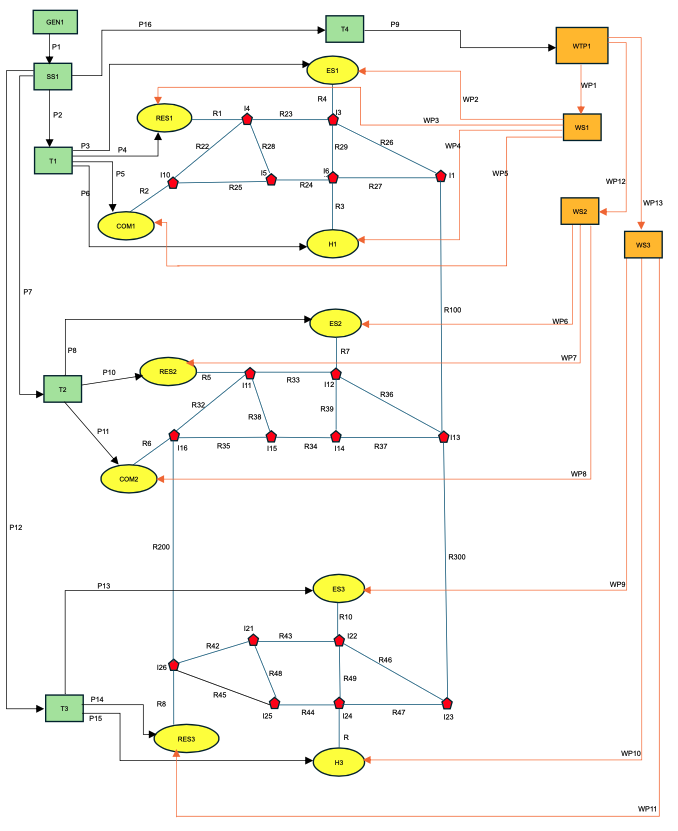 GEN1
P16
T4
P9
WTP1
P1
SS1
ES1
WP1
P2
R4
WP2
RES1
R1
I4
R23
I3
WP3
WS1
P3
P4
R22
R28
R29
R26
WP4
T1
P5
I10
R25
I5
R24
I6
R27
I1
WP5
WP12
P6
R2
R3
WP13
COM1
WS2
H1
WS3
P7
R100
ES2
WP6
P8
R7
WP7
P10
RES2
R5
I11
R33
I12
T2
R32
R38
R39
R36
P11
R6
I16
R35
I15
R34
I14
R37
I13
COM2
WP8
P12
R200
R300
P13
ES3
WP9
R10
I21
R43
I22
R42
I26
R48
R49
R46
R45
P14
R8
I25
R44
I24
R47
I23
T3
P15
RES3
R
H3
WP10
WP11